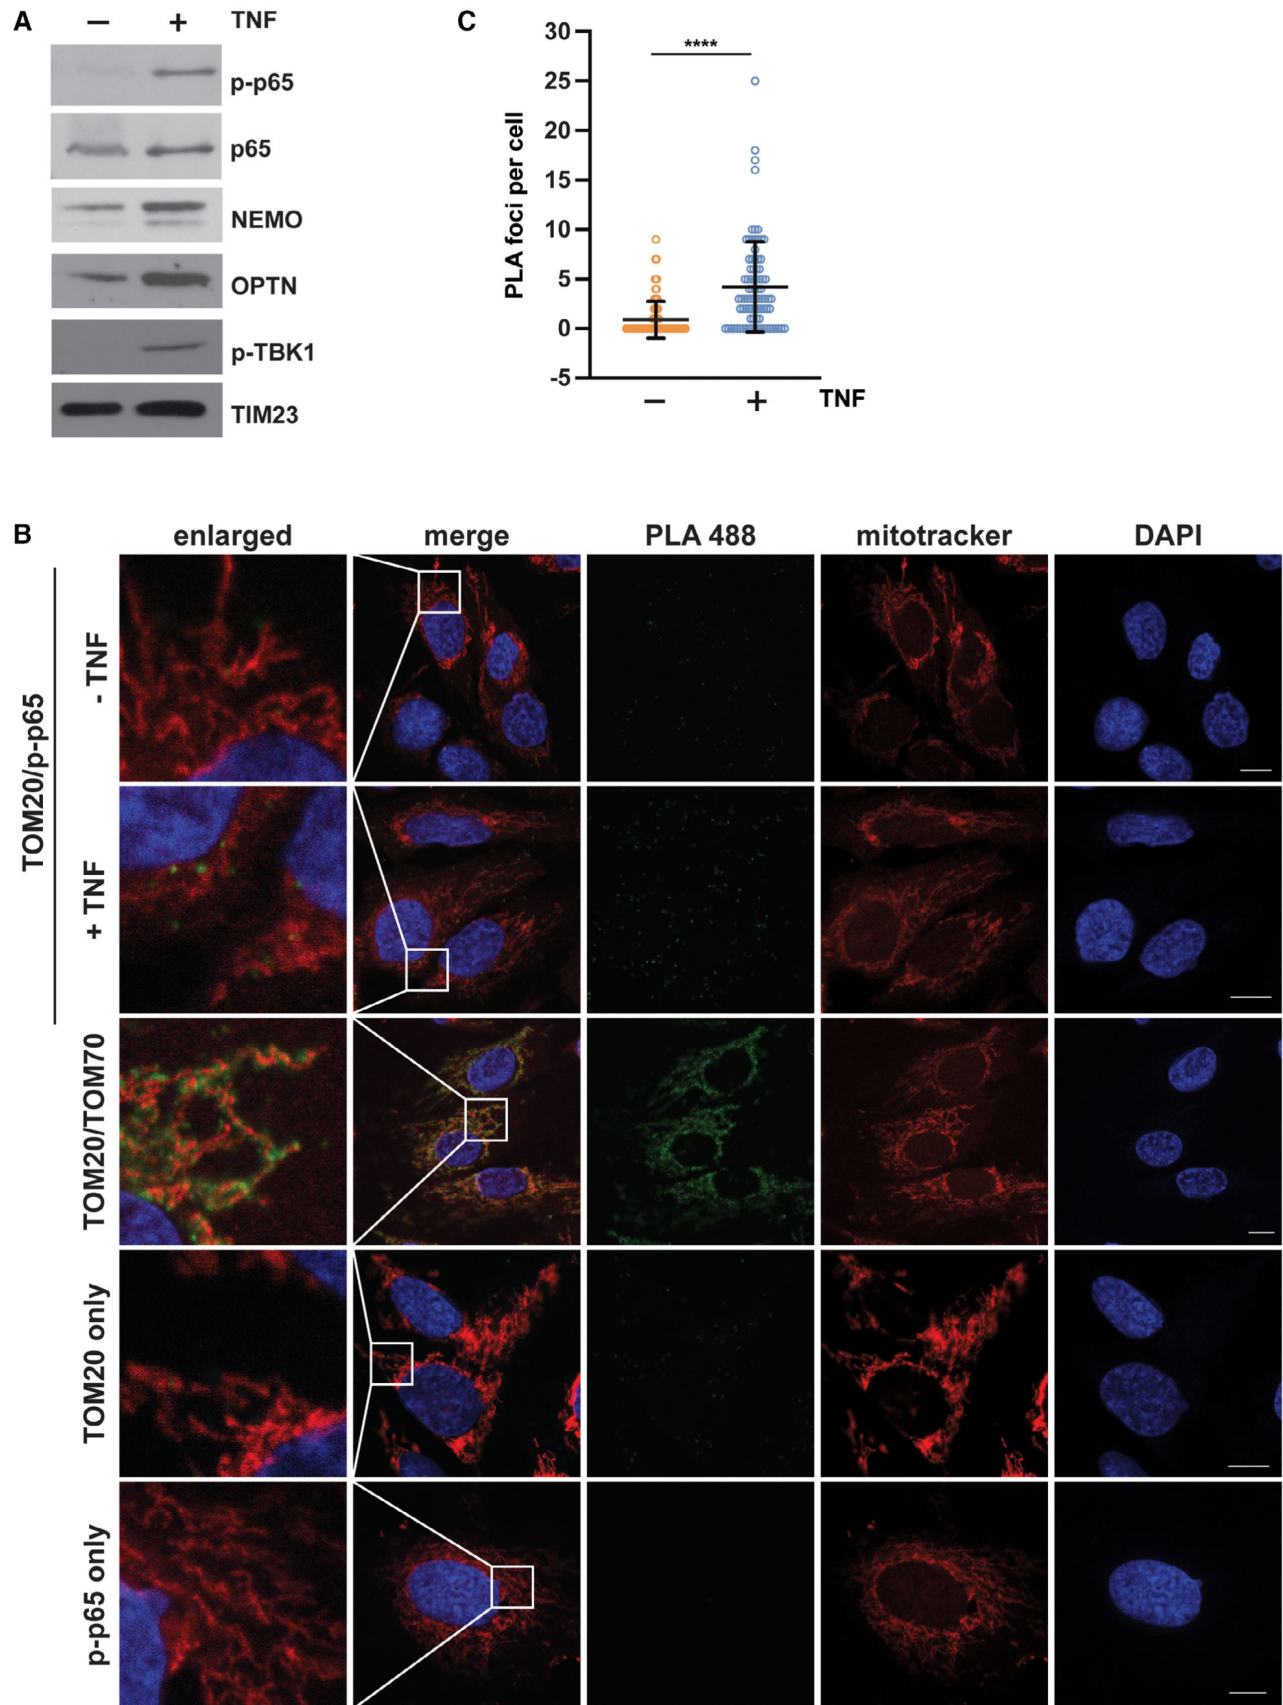 A
− + TNF
p-p65
p65
NEMO
OPTN
p-TBK1
TIM23
C
PLA foci per cell
30
25
20
15
10
5
0
-5
****
− + TNF
B
enlarged merge PLA 488 mitotracker DAPI
TOM20/p-p65
- TNF
+ TNF
TOM20/TOM70
TOM20 only
p-p65 only